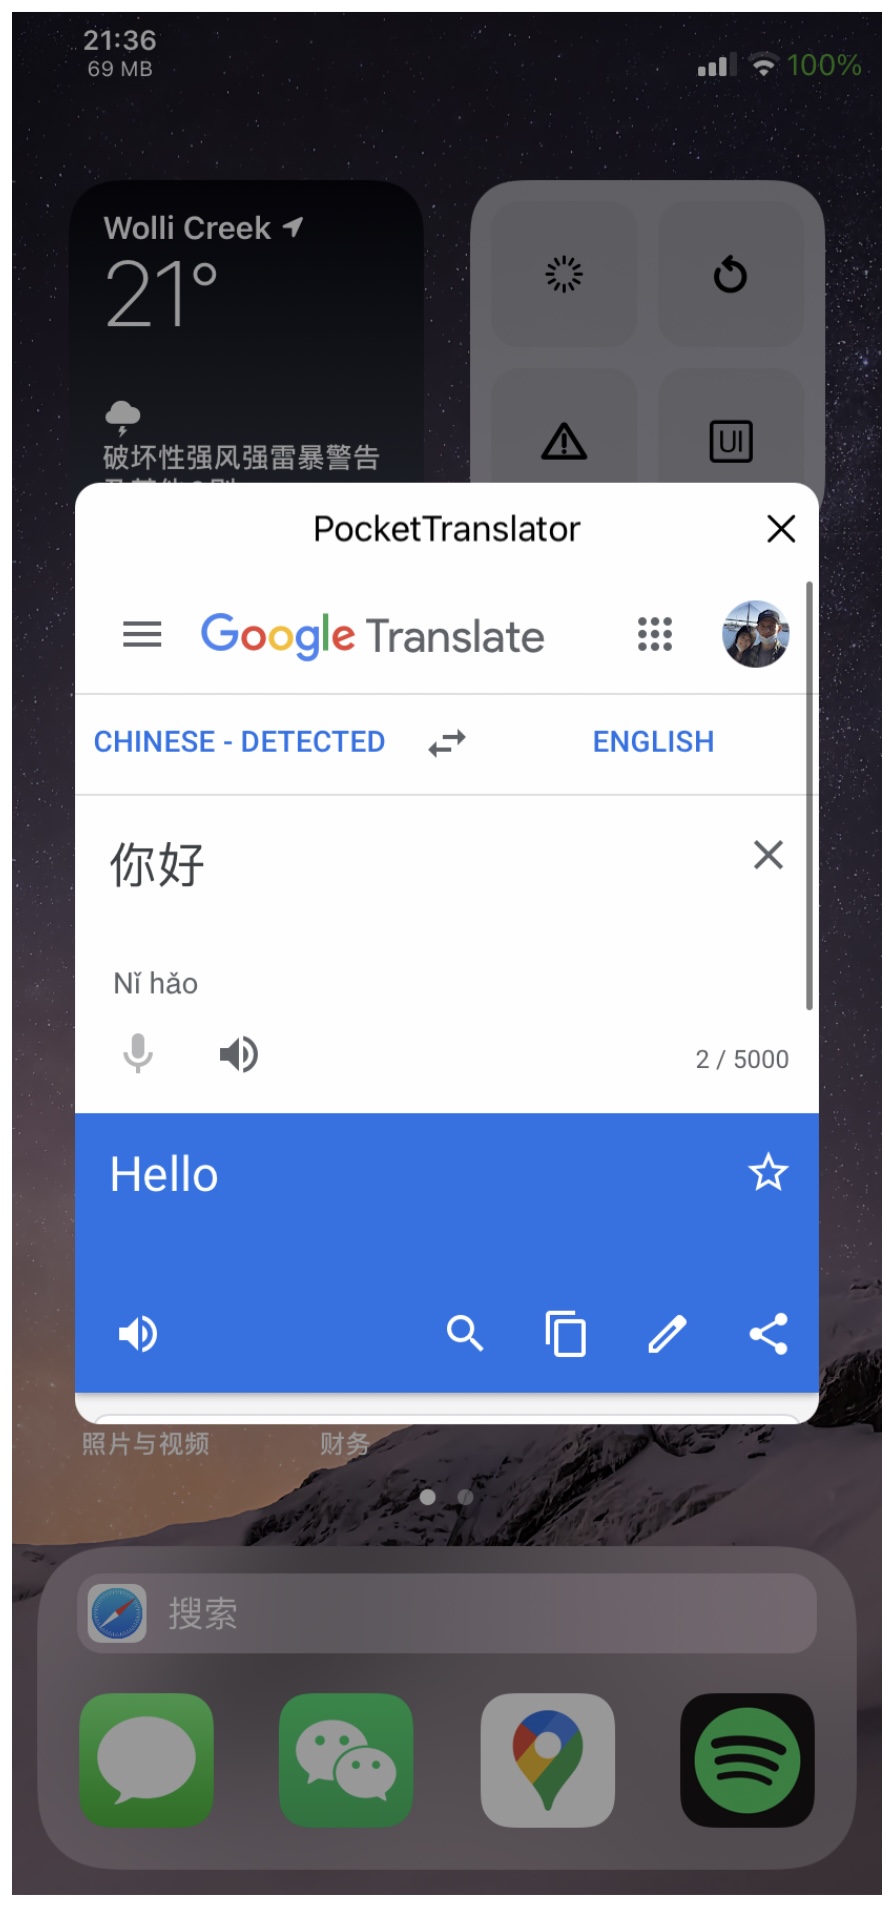 21:36
69 MB
100%
Wolli Creek
21°
破坏性强风强雷暴警告
UI
PocketTranslator
Google Translate
CHINESE - DETECTED
ENGLISH
你好
Nǐ hǎo
2 / 5000
Hello
照片与视频
财务
搜索